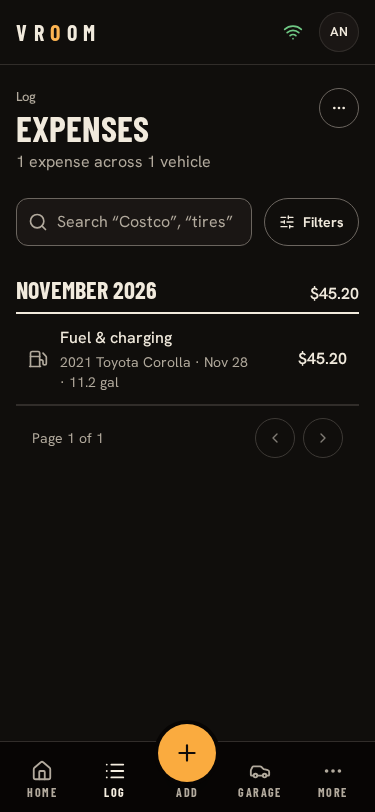 VROOM
AN
Log
EXPENSES
1 expense across 1 vehicle
Search “Costco”, “tires”
Filters
NOVEMBER 2026
$45.20
Fuel & charging
2021 Toyota Corolla · Nov 28
· 11.2 gal
$45.20
Page 1 of 1
HOME
LOG
ADD
GARAGE
MORE